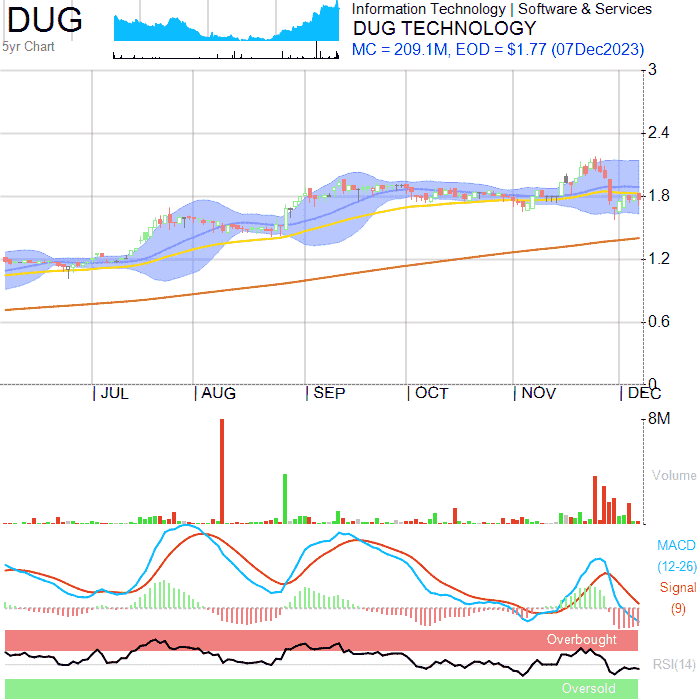 DUG
5yr Chart
Information Technology | Software & Services
DUG TECHNOLOGY
MC = 209.1M, EOD = $1.77 (07Dec2023)
3
2.4
1.8
1.2
0.6
0
JUL AUG SEP OCT NOV DEC
8M
Volume
MACD
(12-26)
Signal
(9)
Overbought
RSI(14)
Oversold